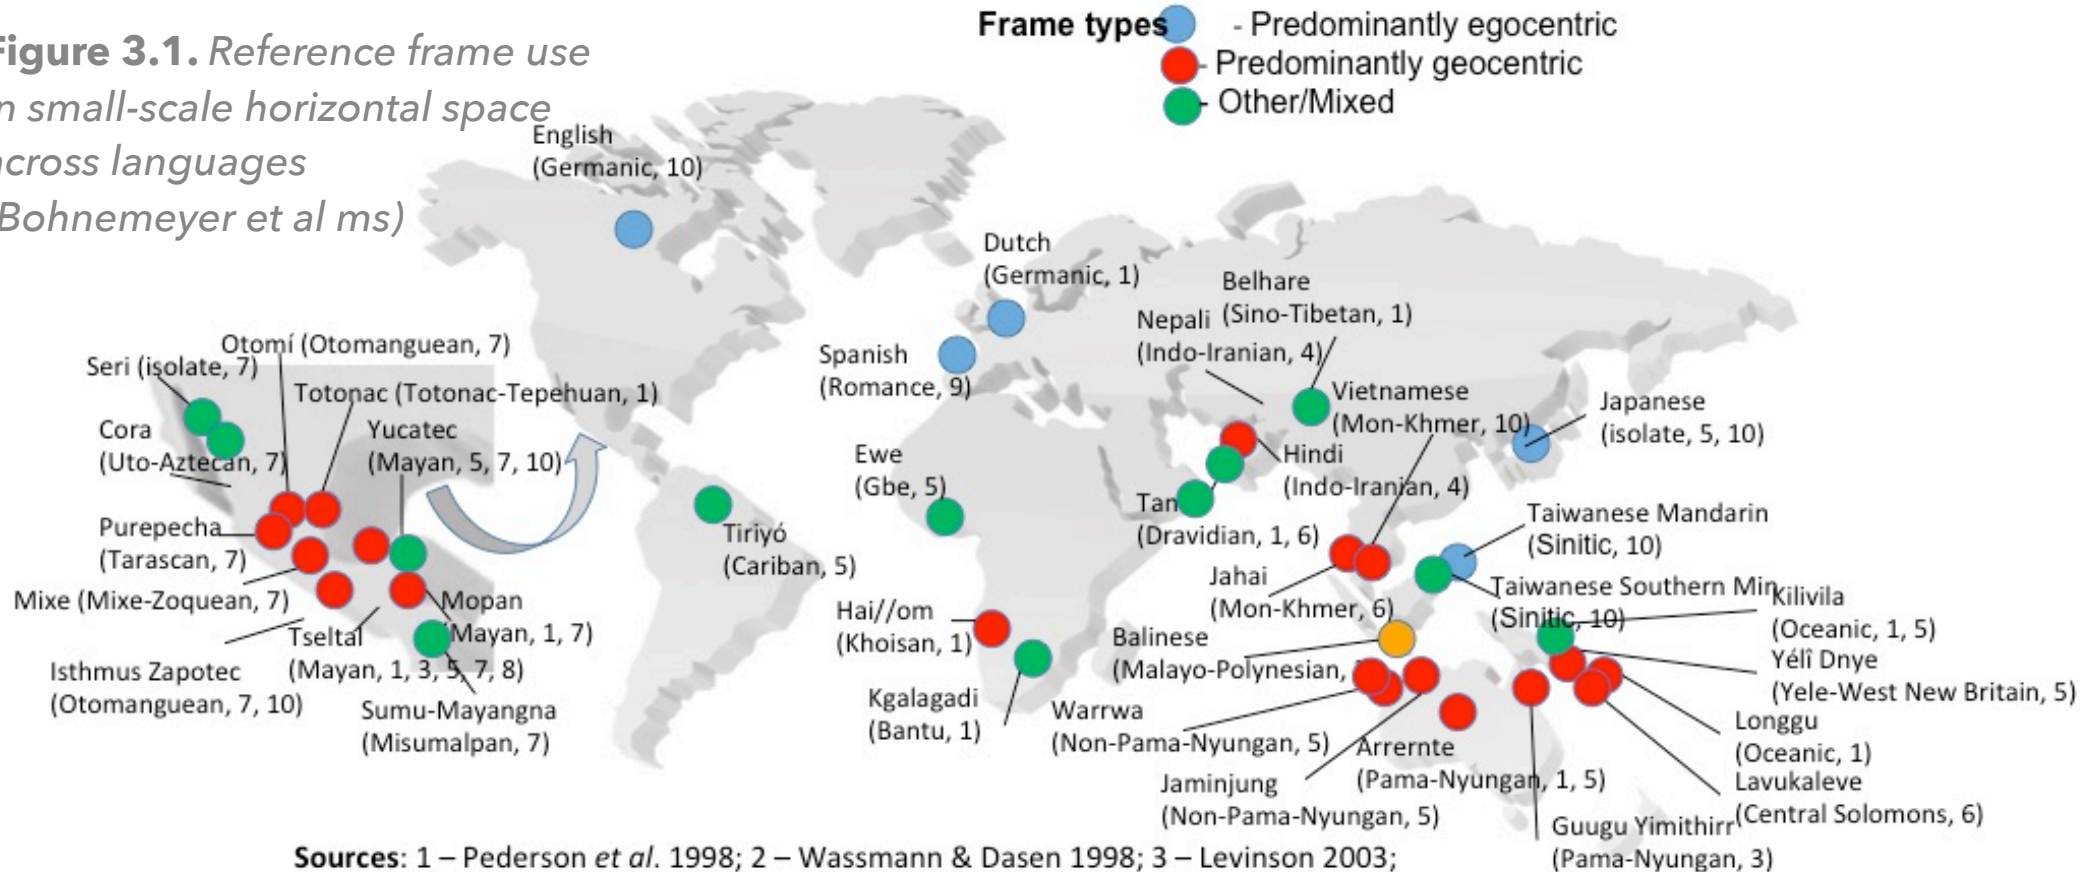 Figure 3.1. Reference frame use
in small-scale horizontal space
across languages
(Bohnemeyer et al ms)
Frame types
- Predominantly egocentric
- Predominantly geocentric
- Other/Mixed
English
(Germanic, 10)
Dutch
(Germanic, 1)
Belhare
(Sino-Tibetan, 1)
Nepali
(Indo-Iranian, 4)
Spanish
(Romance, 9)
Vietnamese
(Mon-Khmer, 10)
Japanese
(isolate, 5, 10)
Otomí (Otomanguean, 7)
Seri (isolate, 7)
Totonac (Totonac-Tepehuan, 1)
Cora
(Uto-Aztecan, 7)
Yucatec
(Mayan, 5, 7, 10)
Ewe
(Gbe, 5)
Hindi
(Indo-Iranian, 4)
Tam
(Dravidian, 1, 6)
Taiwanese Mandarin
(Sinitic, 10)
Purepecha
(Tarascan, 7)
Tiriyó
(Cariban, 5)
Jahai
(Mon-Khmer, 6)
Taiwanese Southern Min
(Sinitic, 10)
Kilivila
(Oceanic, 1, 5)
Mixe (Mixe-Zoquean, 7)
Mopan
(Mayan, 1, 7)
Hai//om
(Khoisan, 1)
Balinese
(Malayo-Polynesian,
Yélî Dnye
(Yele-West New Britain, 5)
Tseltal
(Mayan, 1, 3, 5, 7, 8)
Isthmus Zapotec
(Otomanguean, 7, 10)
Sumu-Mayangna
(Misumalpan, 7)
Kgalagadi
(Bantu, 1)
Warrwa
(Non-Pama-Nyungan, 5)
Longgu
(Oceanic, 1)
Arrernte
(Pama-Nyungan, 1, 5)
Jaminjung
(Non-Pama-Nyungan, 5)
Lavukaleve
(Central Solomons, 6)
Guugu Yimithirr
(Pama-Nyungan, 3)
Sources: 1 – Pederson et al. 1998; 2 – Wassmann & Dasen 1998; 3 – Levinson 2003;